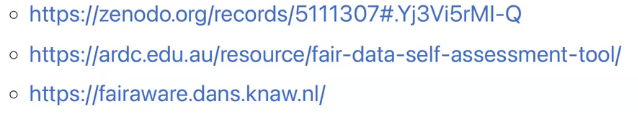 https://zenodo.org/records/5111307#.Yj3Vi5rMI-Q
https://ardc.edu.au/resource/fair-data-self-assessment-tool/
https://fairaware.dans.knaw.nl/